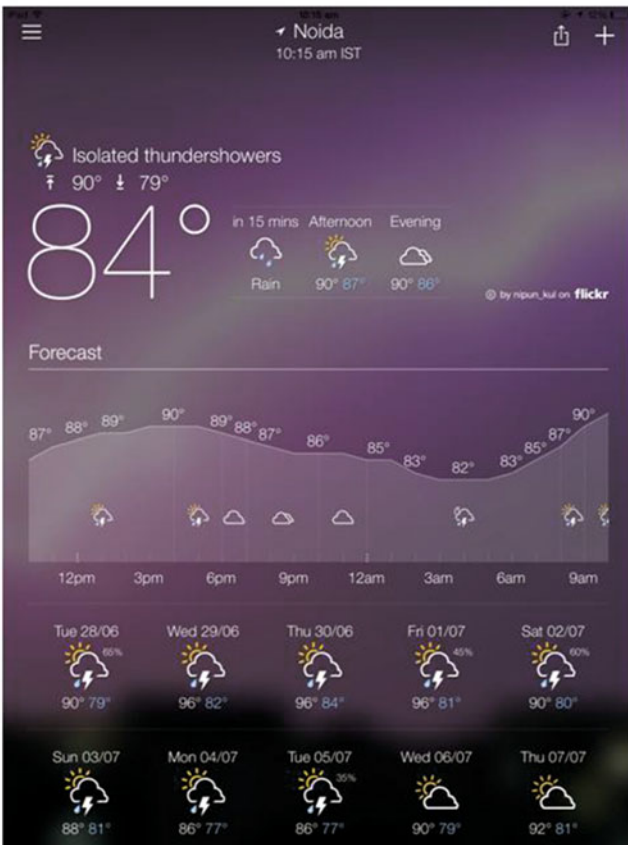 Noida
10:15 am IST
Isolated thundershowers
90° 79°
84°
in 15 mins Afternoon Evening
Rain 90° 87° 90° 86°
© by nipun_kul on flickr
Forecast
87° 88° 89° 90° 89° 88° 87° 86° 85° 83° 82° 83° 85° 87° 90°
12pm 3pm 6pm 9pm 12am 3am 6am 9am
Tue 28/06 Wed 29/06 Thu 30/06 Fri 01/07 Sat 02/07
65% 45% 60%
90° 79° 96° 82° 96° 84° 96° 81° 90° 80°
Sun 03/07 Mon 04/07 Tue 05/07 Wed 06/07 Thu 07/07
35%
88° 81° 86° 77° 86° 77° 90° 79° 92° 81°